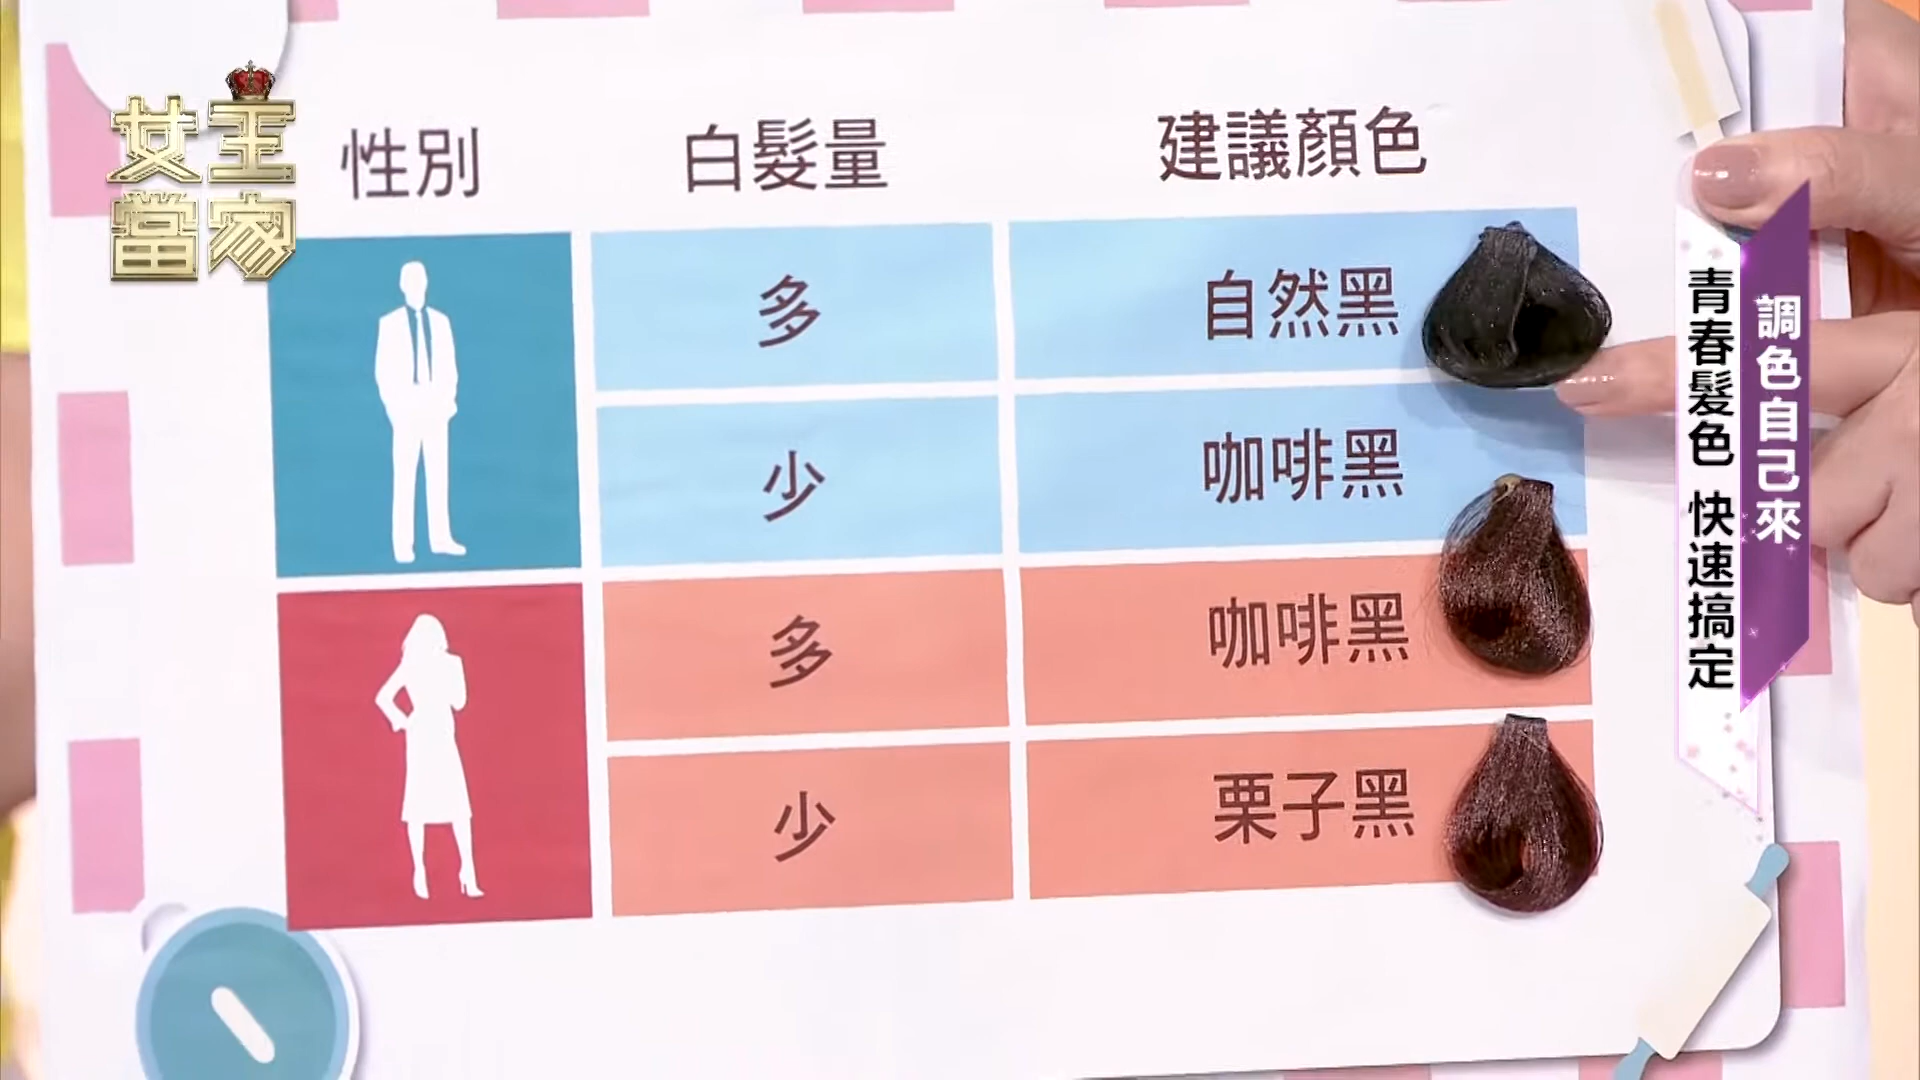 女王
當家
性別 白髮量 建議顏色
多 自然黑
少 咖啡黑
多 咖啡黑
少 栗子黑
調色自己來
青春髮色 快速搞定